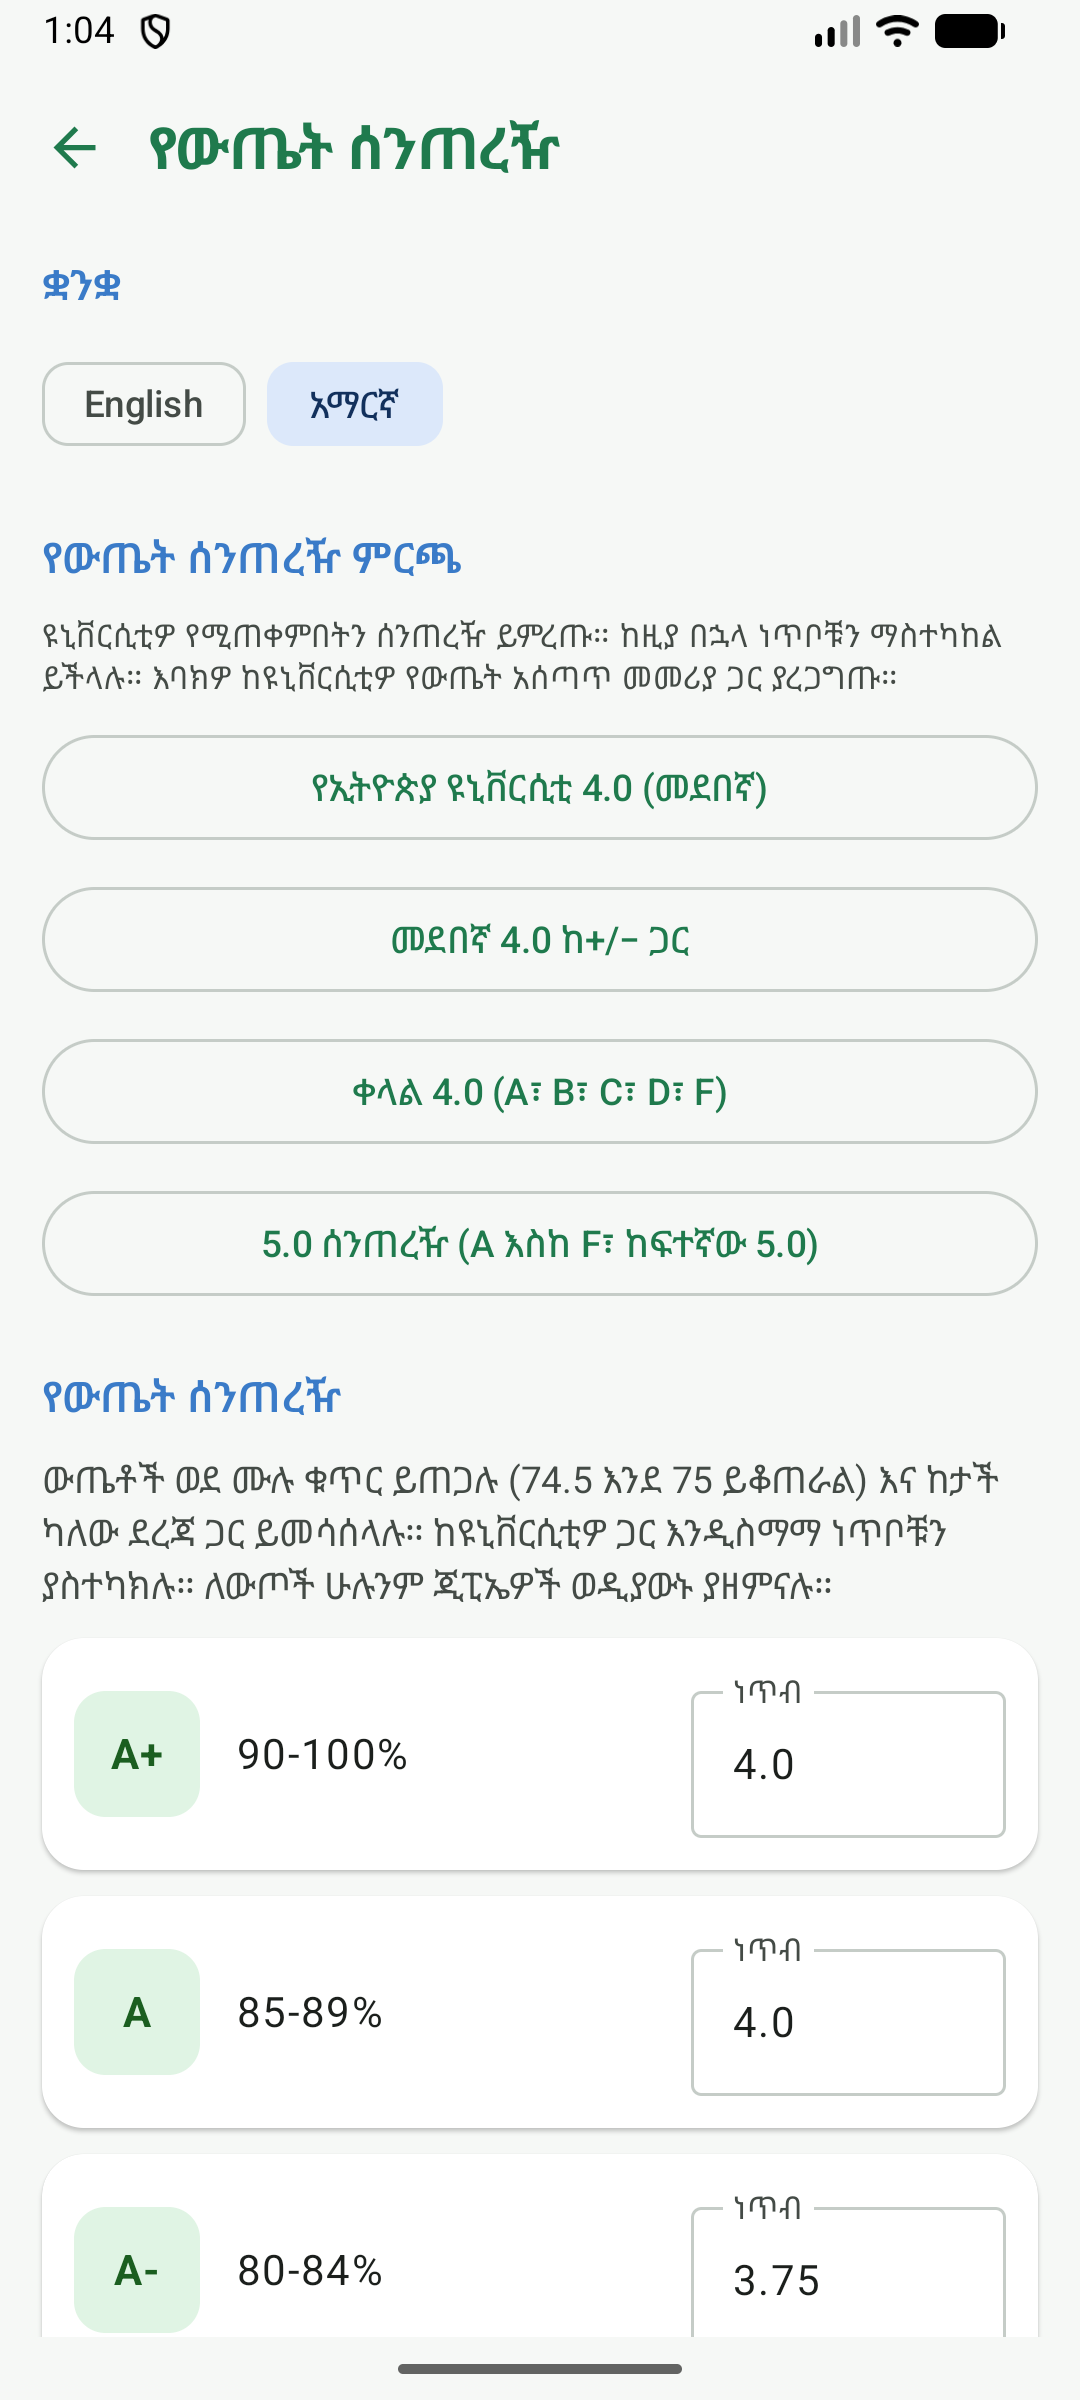 1:04
የውጤት ሰንጠረዥ
ቋንቋ
English
አማርኛ
የውጤት ሰንጠረዥ ምርጫ
ዩኒቨርሲቲዎ የሚጠቀምበትን ሰንጠረዥ ይምረጡ። ከዚያ በኋላ ነጥቦቹን ማስተካከል
ይችላሉ። እባክዎ ከዩኒቨርሲቲዎ የውጤት አሰጣጥ መመሪያ ጋር ያረጋግጡ።
የኢትዮጵያ ዩኒቨርሲቲ 4.0 (መደበኛ)
መደበኛ 4.0 ከ+/− ጋር
ቀላል 4.0 (A፣ B፣ C፣ D፣ F)
5.0 ሰንጠረዥ (A እስከ F፣ ከፍተኛው 5.0)
የውጤት ሰንጠረዥ
ውጤቶች ወደ ሙሉ ቁጥር ይጠጋሉ (74.5 እንደ 75 ይቆጠራል) እና ከታች
ካለው ደረጃ ጋር ይመሳሰላሉ። ከዩኒቨርሲቲዎ ጋር እንዲስማማ ነጥቦቹን
ያስተካክሉ። ለውጦች ሁሉንም ጂፒኤዎች ወዲያውኑ ያዘምናሉ።
A+
90-100%
ነጥብ
4.0
A
85-89%
ነጥብ
4.0
A-
80-84%
ነጥብ
3.75